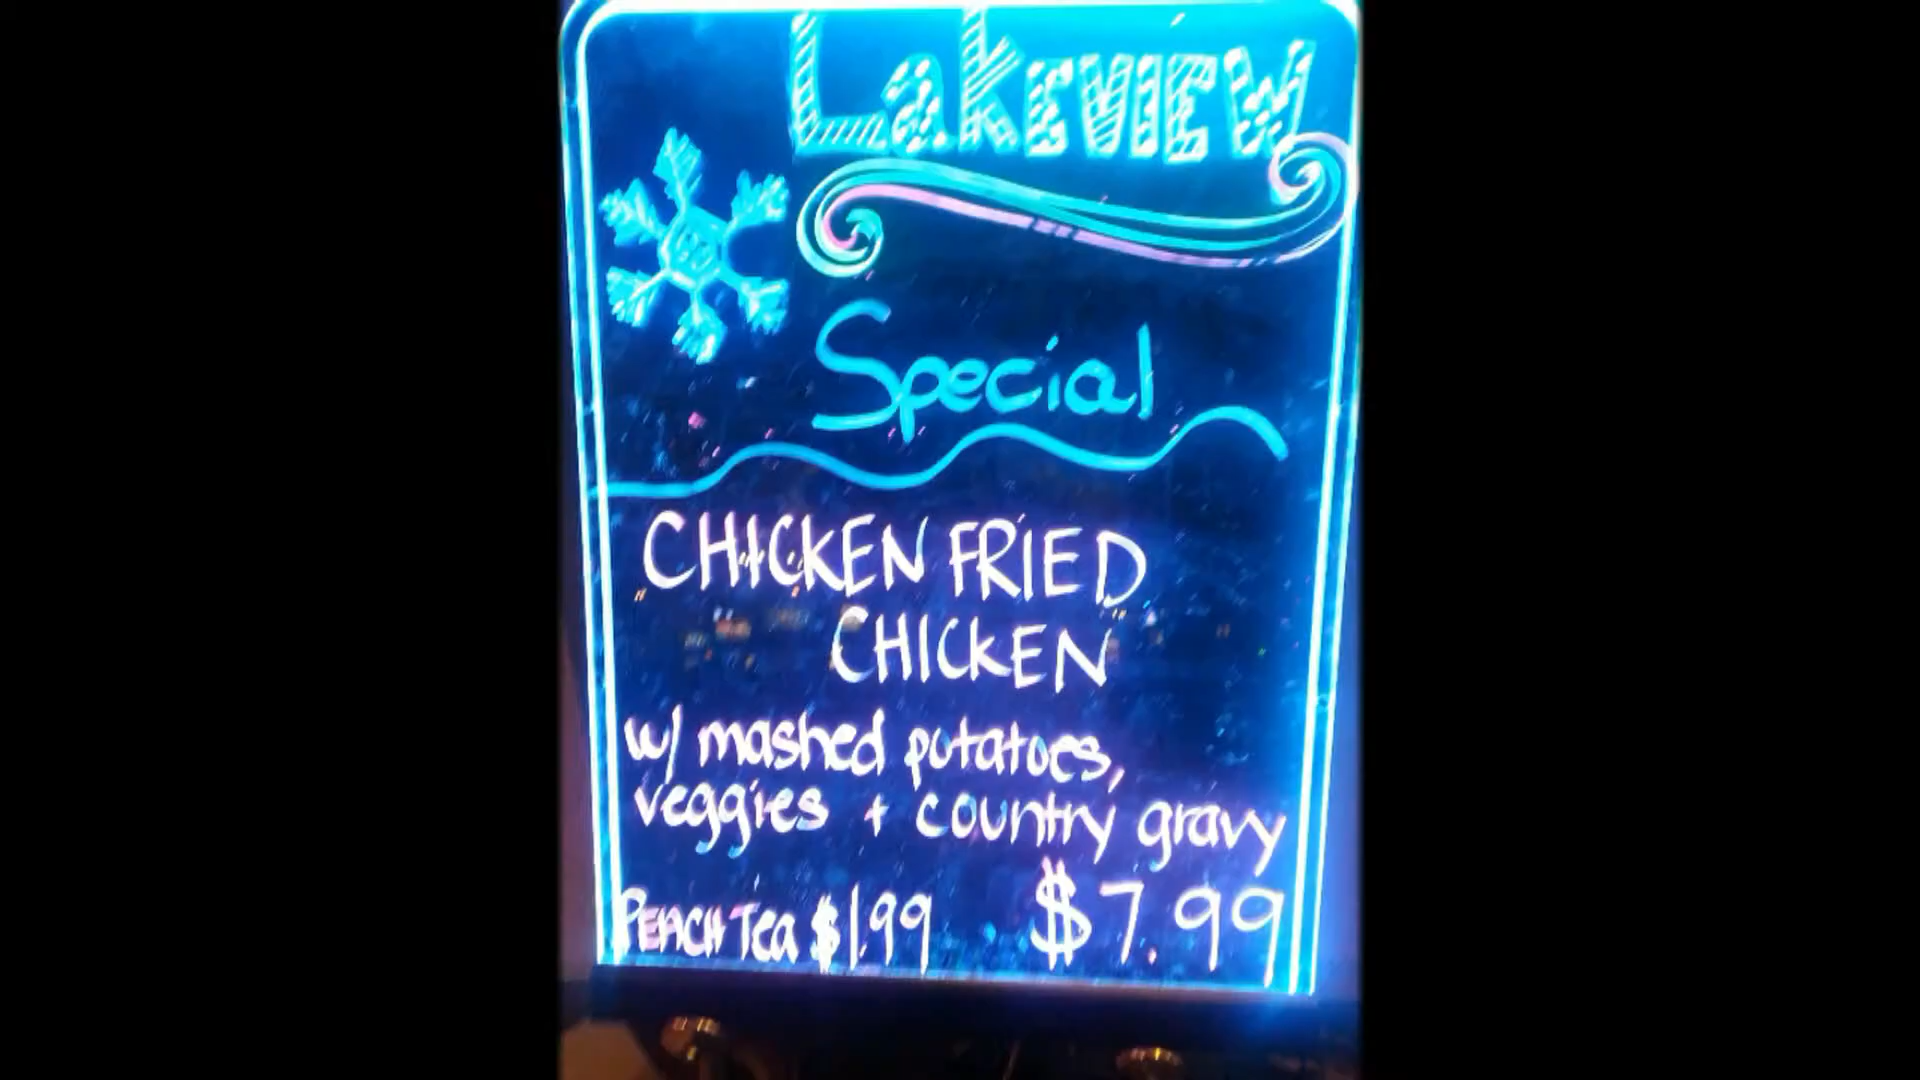 Lakeview
Special
CHICKEN FRIED
CHICKEN
w/ mashed potatoes,
veggies + country gravy
PEACH Tea $1.99 $7.99